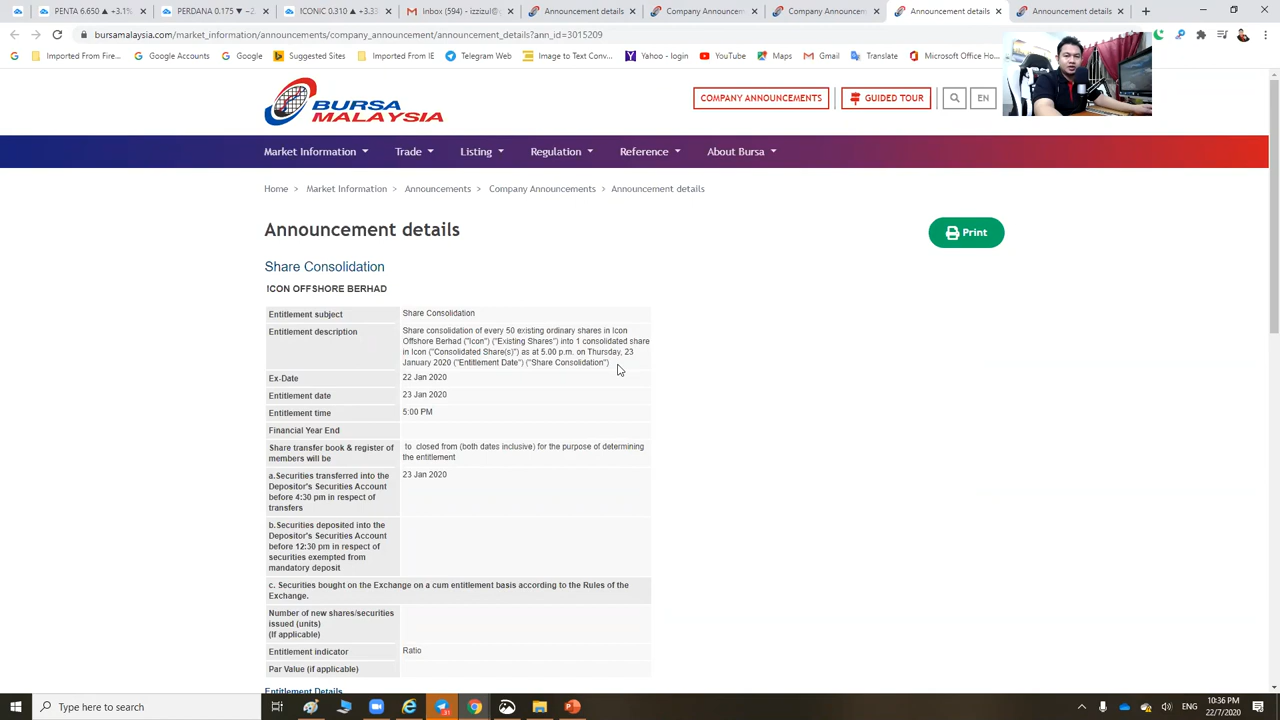 PENTA 6.650 ▲ +3.1%
PERDANA 0.175 ▲ -2.
ICONIC 0.310 ▲ +3.33
Inbox (2) - izzizul@
Company Announcement
Announcement details
Announcement details
bursamalaysia.com/market_information/announcements/company_announcement/announcement_details?ann_id=3015209
Imported From Fire...
Google Accounts
Google
Suggested Sites
Imported From IE
Telegram Web
Image to Text Conv...
Yahoo - login
YouTube
Maps
Gmail
Translate
Microsoft Office Ho...
BURSA
MALAYSIA
COMPANY ANNOUNCEMENTS
GUIDED TOUR
EN
Market Information
Trade
Listing
Regulation
Reference
About Bursa
Home > Market Information > Announcements > Company Announcements > Announcement details
Announcement details
Print
Share Consolidation
ICON OFFSHORE BERHAD
Entitlement subject
Share Consolidation
Entitlement description
Share consolidation of every 50 existing ordinary shares in Icon
Offshore Berhad ("Icon") ("Existing Shares") into 1 consolidated share
in Icon ("Consolidated Share(s)") as at 5.00 p.m. on Thursday, 23
January 2020 ("Entitlement Date") ("Share Consolidation")
Ex-Date
22 Jan 2020
Entitlement date
23 Jan 2020
Entitlement time
5:00 PM
Financial Year End
Share transfer book & register of
members will be
to closed from (both dates inclusive) for the purpose of determining
the entitlement
a.Securities transferred into the
Depositor's Securities Account
before 4:30 pm in respect of
transfers
23 Jan 2020
b.Securities deposited into the
Depositor's Securities Account
before 12:30 pm in respect of
securities exempted from
mandatory deposit
c. Securities bought on the Exchange on a cum entitlement basis according to the Rules of the
Exchange.
Number of new shares/securities
issued (units)
(If applicable)
Entitlement indicator
Ratio
Par Value (if applicable)
Entitlement Details
Type here to search
ENG
10:36 PM
22/7/2020